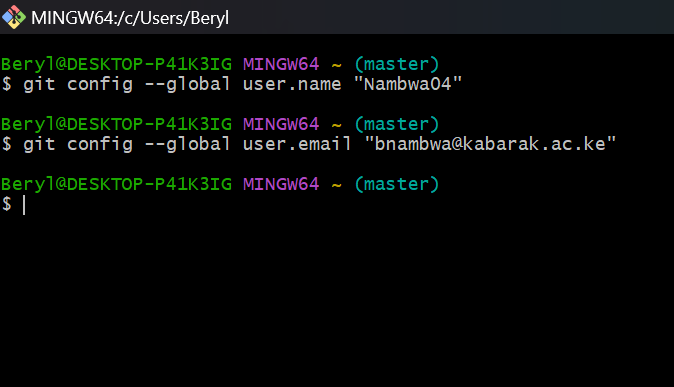 MINGW64:/c/Users/Beryl
Beryl@DESKTOP-P41K3IG MINGW64 ~ (master)
$ git config --global user.name "Nambwa04"
Beryl@DESKTOP-P41K3IG MINGW64 ~ (master)
$ git config --global user.email "bnambwa@kabarak.ac.ke"
Beryl@DESKTOP-P41K3IG MINGW64 ~ (master)
$